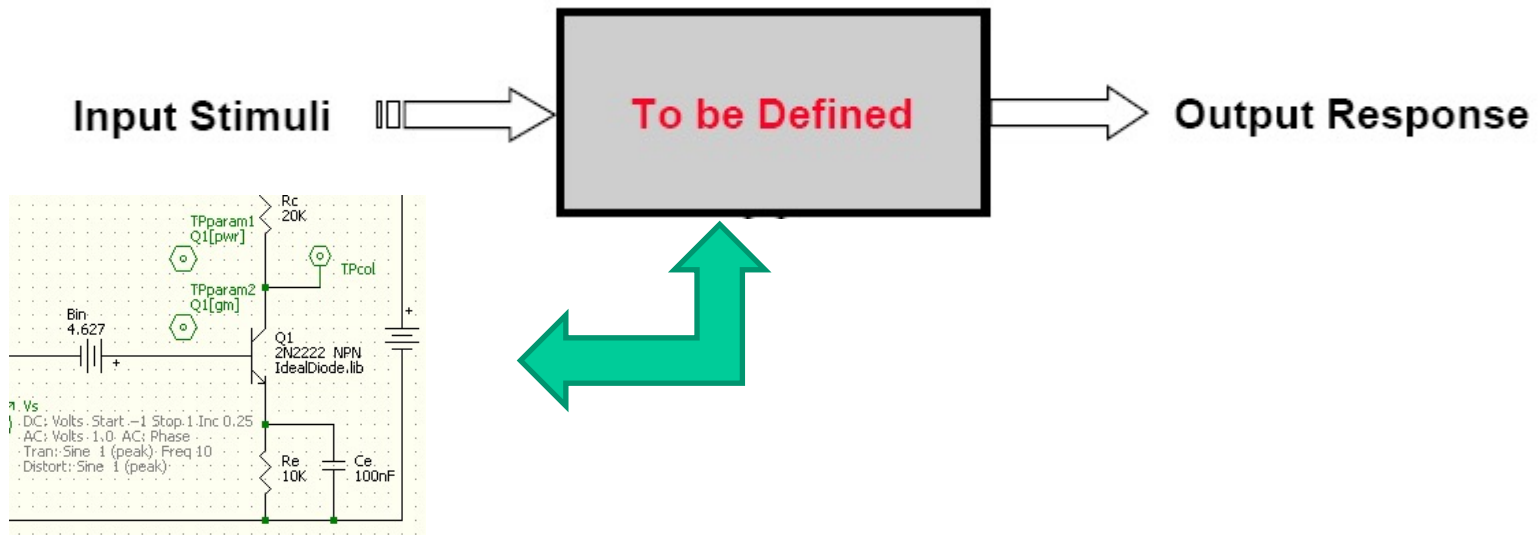 Input Stimuli
To be Defined
Output Response
Rc
20K
TPparam1
Q1[pwr]
TPcol
TPparam2
Q1[gm]
Bin
4.627
+
+
Q1
2N2222 NPN
IdealDiode.lib
Vs
DC: Volts Start -1 Stop 1 Inc 0.25
AC: Volts 1.0 AC: Phase
Tran: Sine 1 (peak) Freq 10
Distort: Sine 1 (peak)
Re
10K
Ce
100nF